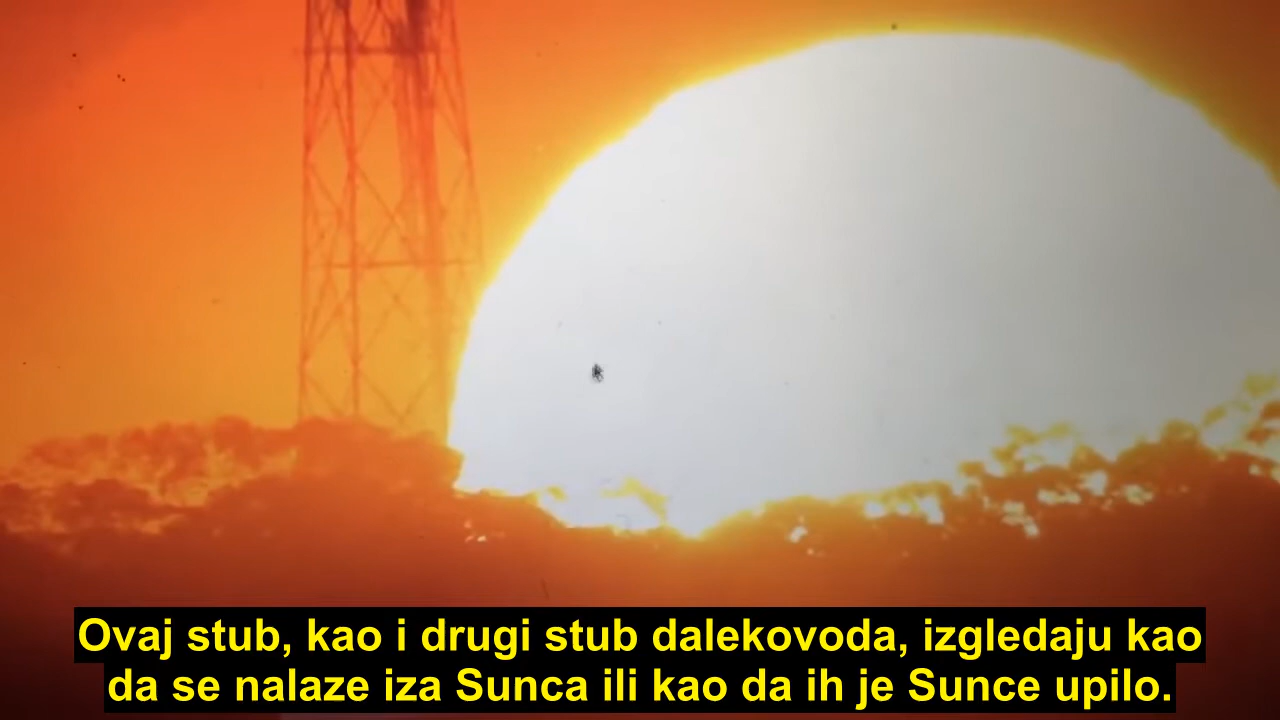 Ovaj stub, kao i drugi stub dalekovoda, izgledaju kao
da se nalaze iza Sunca ili kao da ih je Sunce upilo.